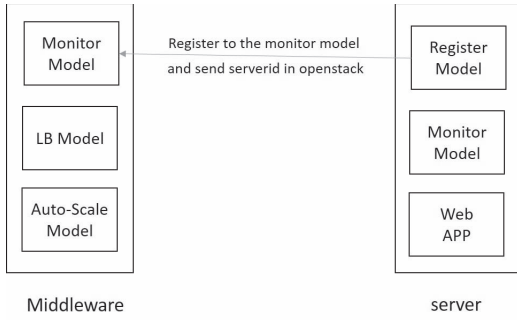 Monitor
Model
LB Model
Auto-Scale
Model
Middleware
Register to the monitor model
and send serverid in openstack
Register
Model
Monitor
Model
Web
APP
server